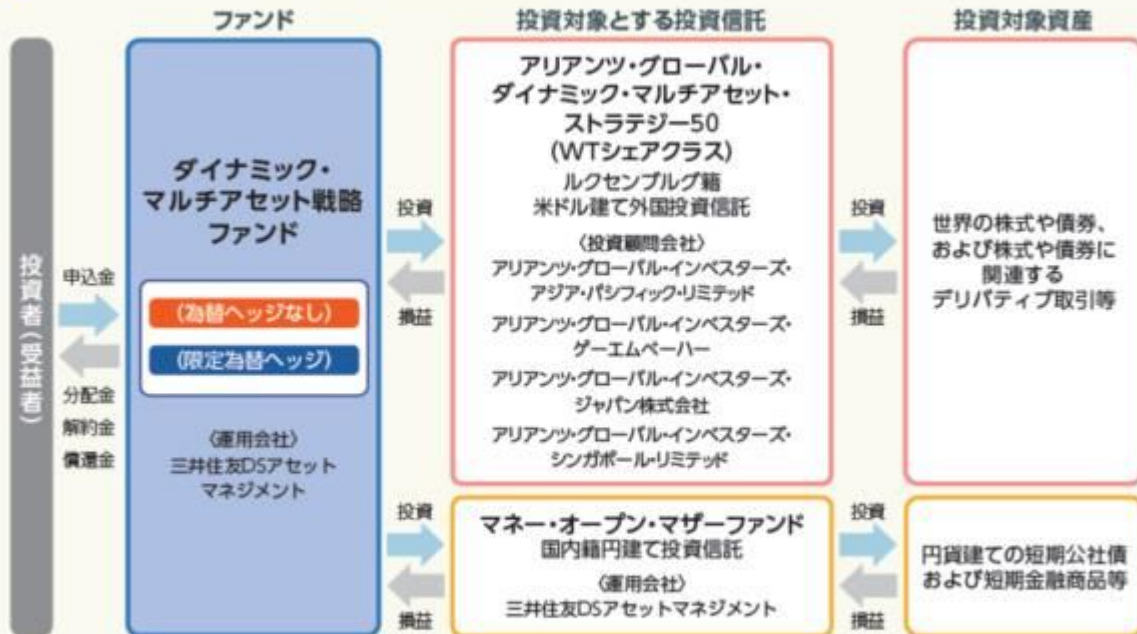 ファンド
投資対象とする投資信託
投資対象資産
投資者(受益者)
申込金
分配金
解約金
償還金
ダイナミック・
マルチアセット戦略
ファンド
(為替ヘッジなし)
(限定為替ヘッジ)
〈運用会社〉
三井住友DSアセット
マネジメント
投資
損益
アリアンツ・グローバル・
ダイナミック・マルチアセット・
ストラテジー50
(WTシェアクラス)
ルクセンブルグ籍
米ドル建て外国投資信託
〈投資顧問会社〉
アリアンツ・グローバル・インベスターズ・
アジア・パシフィック・リミテッド
アリアンツ・グローバル・インベスターズ・
ゲーエムベーハー
アリアンツ・グローバル・インベスターズ・
ジャパン株式会社
アリアンツ・グローバル・インベスターズ・
シンガポール・リミテッド
投資
損益
世界の株式や債券、
および株式や債券に
関連する
デリバティブ取引等
投資
損益
マネー・オープン・マザーファンド
国内籍円建て投資信託
〈運用会社〉
三井住友DSアセットマネジメント
投資
損益
円貨建ての短期公社債
および短期金融商品等